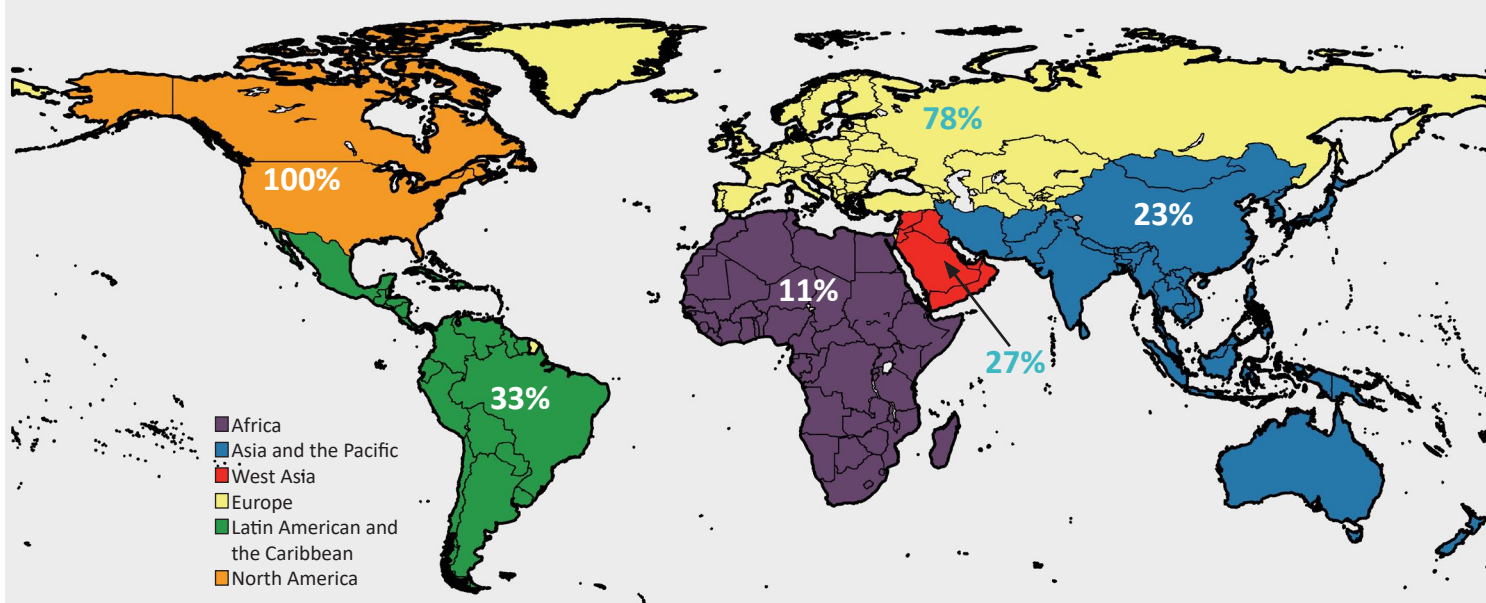 78%
100%
23%
11%
27%
33%
Africa
Asia and the Pacific
West Asia
Europe
Latin American and
the Caribbean
North America